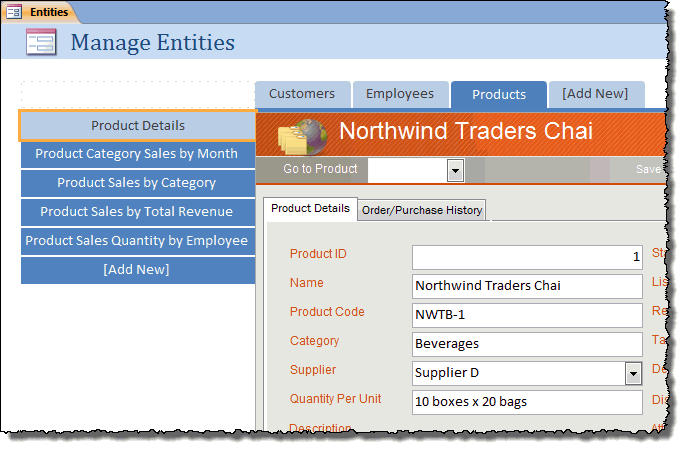 Entities
Manage Entities
Customers Employees Products [Add New]
Product Details
Product Category Sales by Month
Product Sales by Category
Product Sales by Total Revenue
Product Sales Quantity by Employee
[Add New]
Northwind Traders Chai
Go to Product Save
Product Details Order/Purchase History
Product ID 1
Name Northwind Traders Chai
Product Code NWTB-1
Category Beverages
Supplier Supplier D
Quantity Per Unit 10 boxes x 20 bags
Description